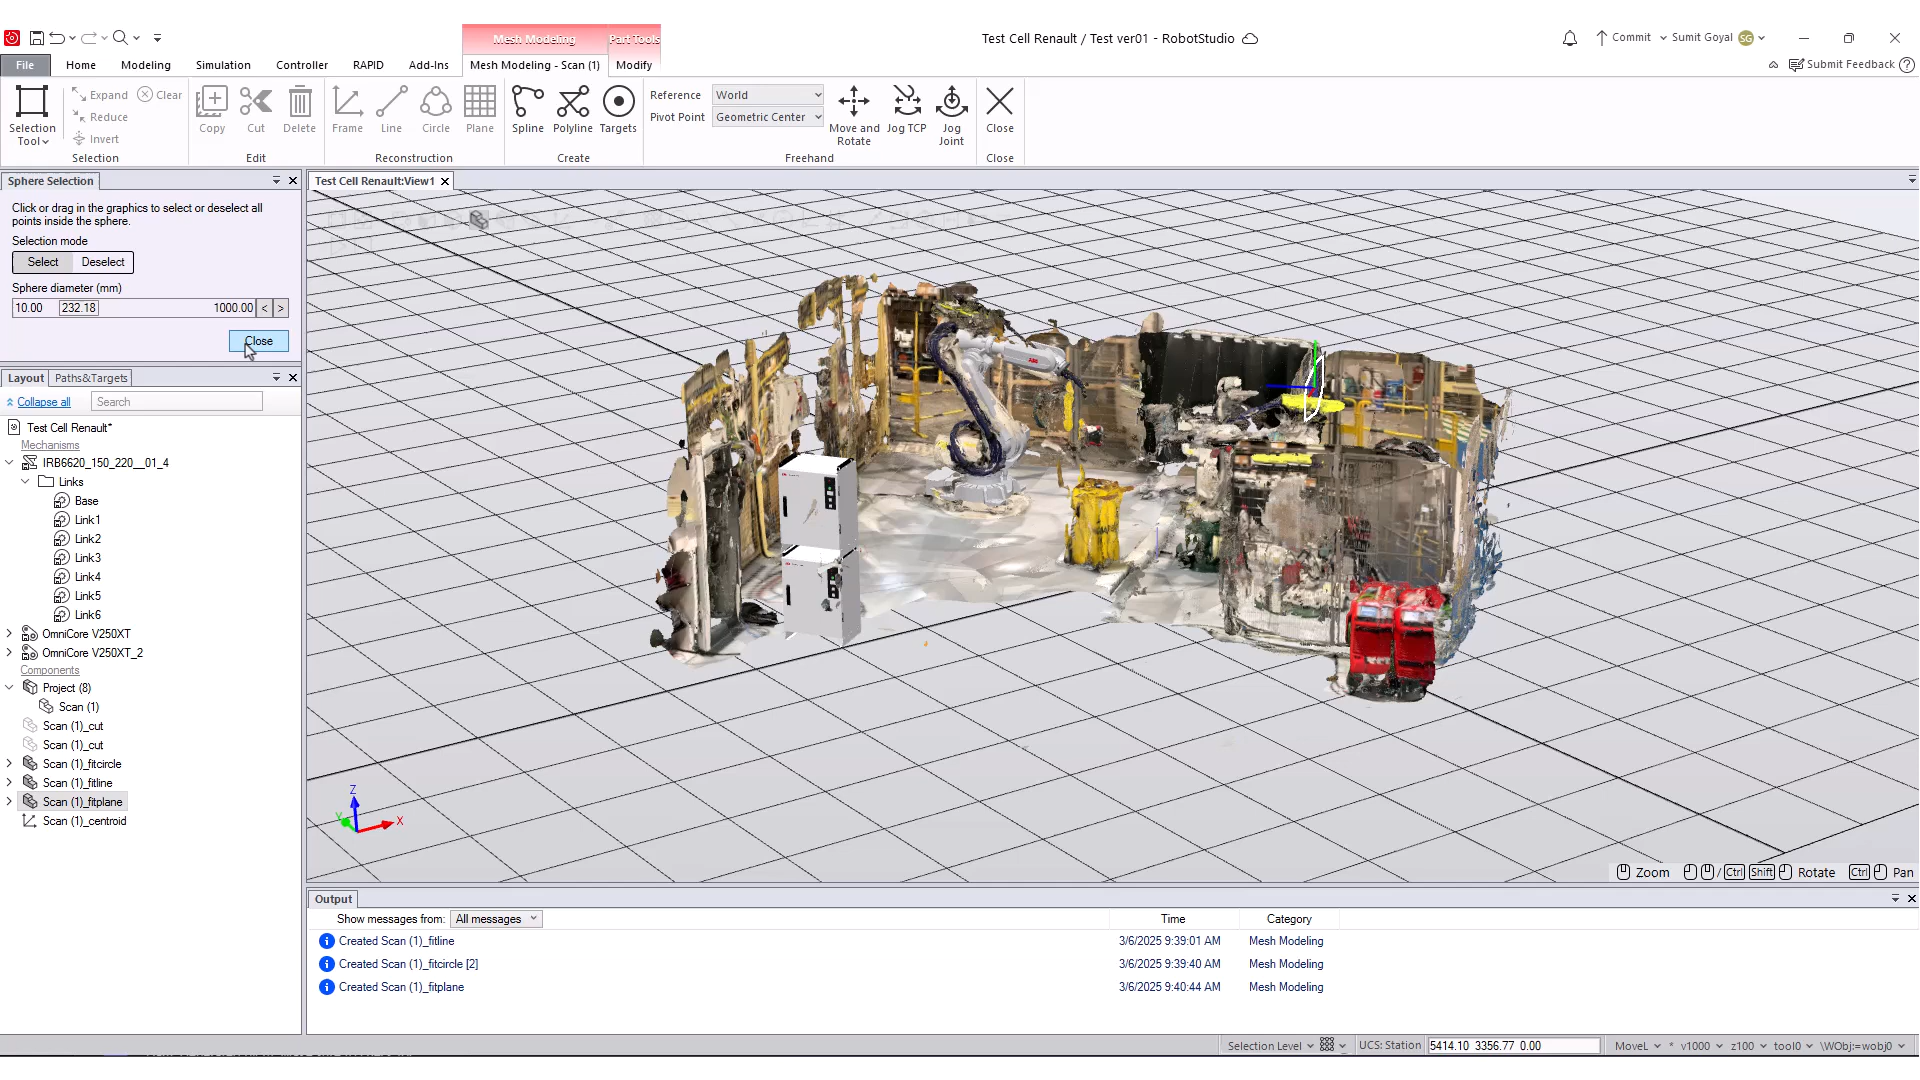 Mesh Modeling Part Tools
Test Cell Renault / Test ver01 - RobotStudio
Commit Sumit Goyal SG
File Home Modeling Simulation Controller RAPID Add-Ins Mesh Modeling - Scan (1) Modify
Submit Feedback ?
Selection Tool
Expand Clear
Reduce
Invert
Selection
Copy Cut Delete
Edit
Frame Line Circle Plane
Reconstruction
Spline Polyline Targets
Create
Reference World
Pivot Point Geometric Center
Move and Rotate Jog TCP Jog Joint
Freehand
Close
Close
Sphere Selection
Test Cell Renault:View1
Click or drag in the graphics to select or deselect all
points inside the sphere.
Selection mode
Select Deselect
Sphere diameter (mm)
10.00 232.18 1000.00 < >
Close
Layout Paths&Targets
Collapse all Search
Test Cell Renault*
Mechanisms
IRB6620_150_220__01_4
Links
Base
Link1
Link2
Link3
Link4
Link5
Link6
OmniCore V250XT
OmniCore V250XT_2
Components
Project (8)
Scan (1)
Scan (1)_cut
Scan (1)_cut
Scan (1)_fitcircle
Scan (1)_fitline
Scan (1)_fitplane
Scan (1)_centroid
ABB
Z
Y
X
Zoom / Ctrl Shift Rotate Ctrl Pan
Output
Show messages from: All messages Time Category
Created Scan (1)_fitline 3/6/2025 9:39:01 AM Mesh Modeling
Created Scan (1)_fitcircle [2] 3/6/2025 9:39:40 AM Mesh Modeling
Created Scan (1)_fitplane 3/6/2025 9:40:44 AM Mesh Modeling
Selection Level UCS: Station 5414.10 3356.77 0.00 MoveL * v1000 z100 tool0 \WObj:=wobj0